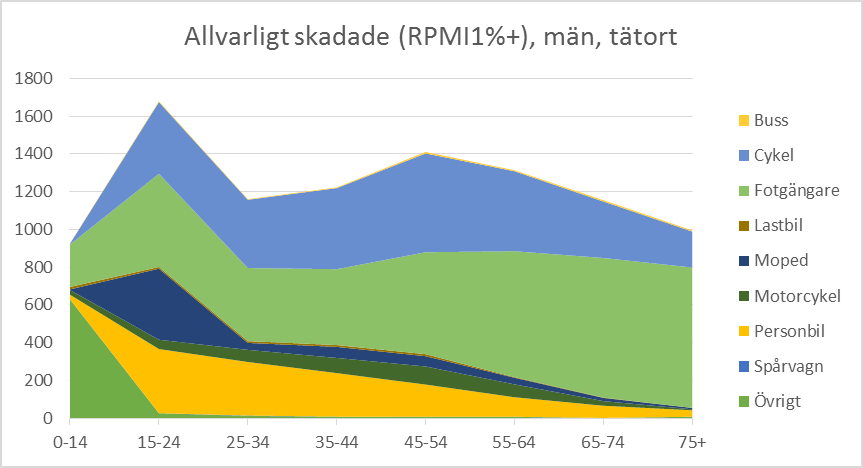 Allvarligt skadade (RPMI1%+), män, tätort
1800
1600
1400
1200
1000
800
600
400
200
0
0-14 15-24 25-34 35-44 45-54 55-64 65-74 75+
Buss
Cykel
Fotgängare
Lastbil
Moped
Motorcykel
Personbil
Spårvagn
Övrigt